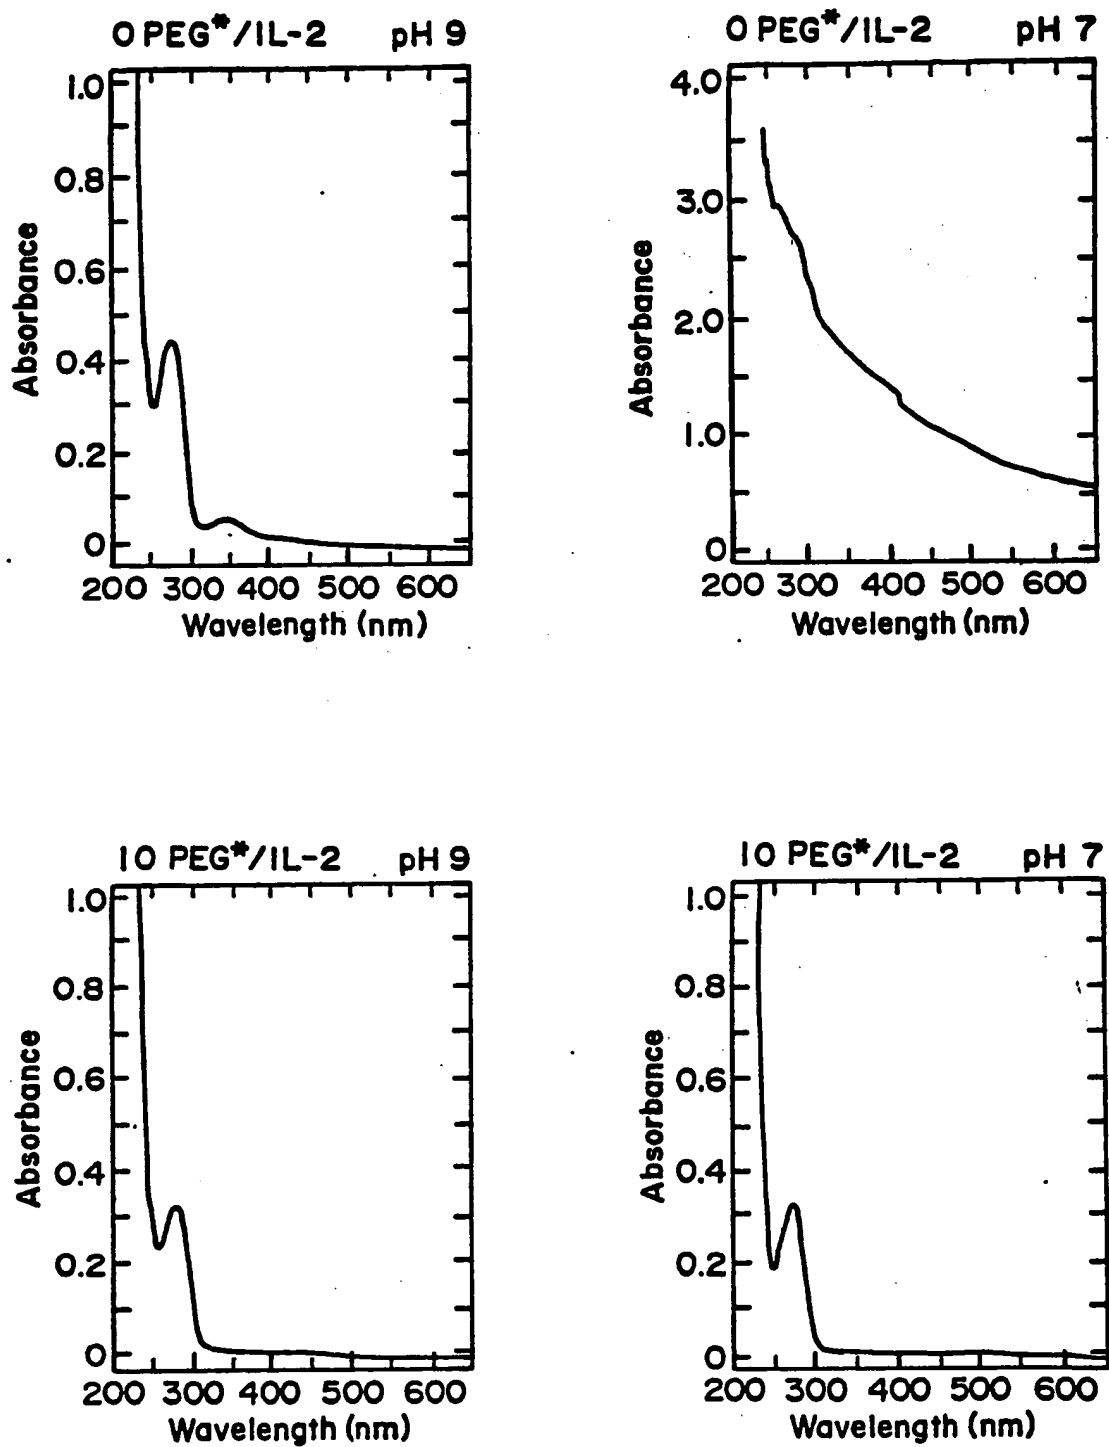 0 PEG*/IL-2 pH 9
1.0
0.8
0.6
0.4
0.2
0
Absorbance
200 300 400 500 600
Wavelength (nm)
0 PEG*/IL-2 pH 7
4.0
3.0
2.0
1.0
0
Absorbance
200 300 400 500 600
Wavelength (nm)
10 PEG*/IL-2 pH 9
1.0
0.8
0.6
0.4
0.2
0
Absorbance
200 300 400 500 600
Wavelength (nm)
10 PEG*/IL-2 pH 7
1.0
0.8
0.6
0.4
0.2
0
Absorbance
200 300 400 500 600
Wavelength (nm)